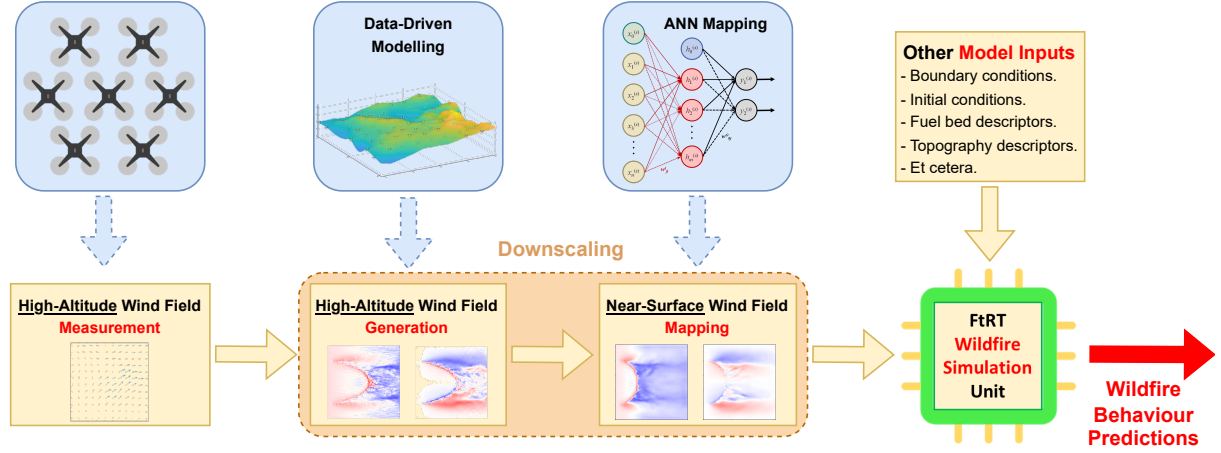 Data-Driven
Modelling
ANN Mapping
Other Model Inputs
- Boundary conditions.
- Initial conditions.
- Fuel bed descriptors.
- Topography descriptors.
- Et cetera.
Downscaling
High-Altitude Wind Field
Measurement
High-Altitude Wind Field
Generation
Near-Surface Wind Field
Mapping
FtRT
Wildfire
Simulation
Unit
Wildfire
Behaviour
Predictions